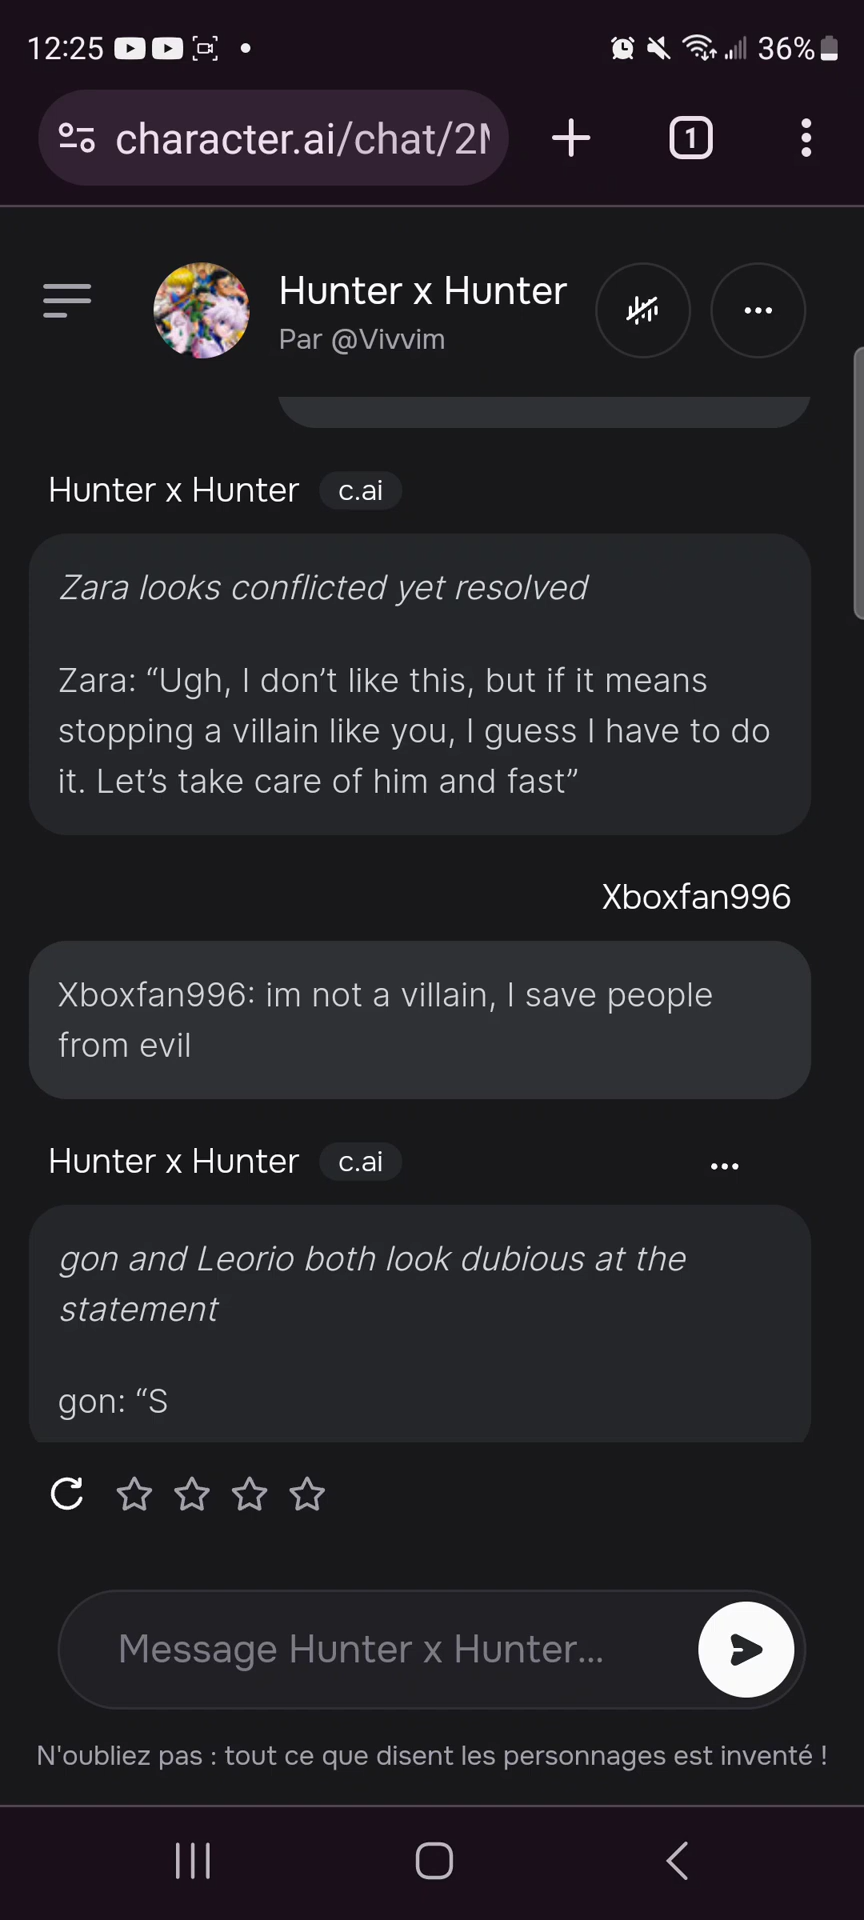 12:25
36%
character.ai/chat/2
1
Hunter x Hunter
Par @Vivvim
Hunter x Hunter c.ai
Zara looks conflicted yet resolved
Zara: “Ugh, I don’t like this, but if it means
stopping a villain like you, I guess I have to do
it. Let’s take care of him and fast”
Xboxfan996
Xboxfan996: im not a villain, I save people
from evil
Hunter x Hunter c.ai
gon and Leorio both look dubious at the
statement
gon: “S
Message Hunter x Hunter...
N'oubliez pas : tout ce que disent les personnages est inventé !